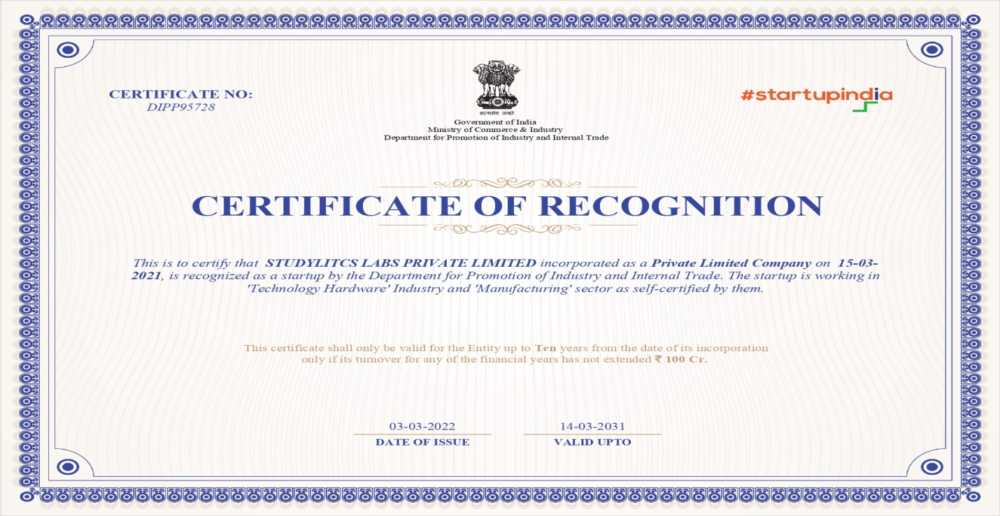 CERTIFICATE NO:
DIPP95728
#startupindia
सत्यमेव जयते
Government of India
Ministry of Commerce & Industry
Department for Promotion of Industry and Internal Trade
CERTIFICATE OF RECOGNITION
This is to certify that STUDYLITCS LABS PRIVATE LIMITED incorporated as a Private Limited Company on 15-03-
2021, is recognized as a startup by the Department for Promotion of Industry and Internal Trade. The startup is working in
'Technology Hardware' Industry and 'Manufacturing' sector as self-certified by them.
This certificate shall only be valid for the Entity up to Ten years from the date of its incorporation
only if its turnover for any of the financial years has not extended ₹ 100 Cr.
03-03-2022
DATE OF ISSUE
14-03-2031
VALID UPTO